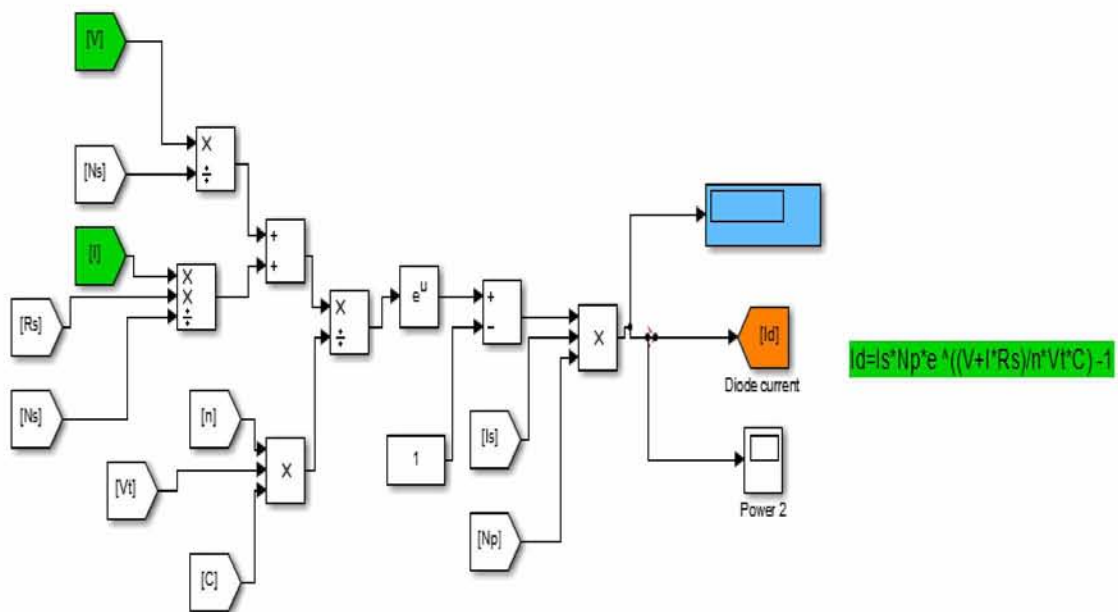 [V]
×
÷
[Ns]
[I]
×
×
÷
[Rs]
[Ns]
+
+
×
÷
e^u
+
−
[n]
[Vt]
[C]
×
1
[Is]
[Np]
×
[Id]
Diode current
Power 2
Id=Is*Np*e ^((V+I*Rs)/n*Vt*C) -1